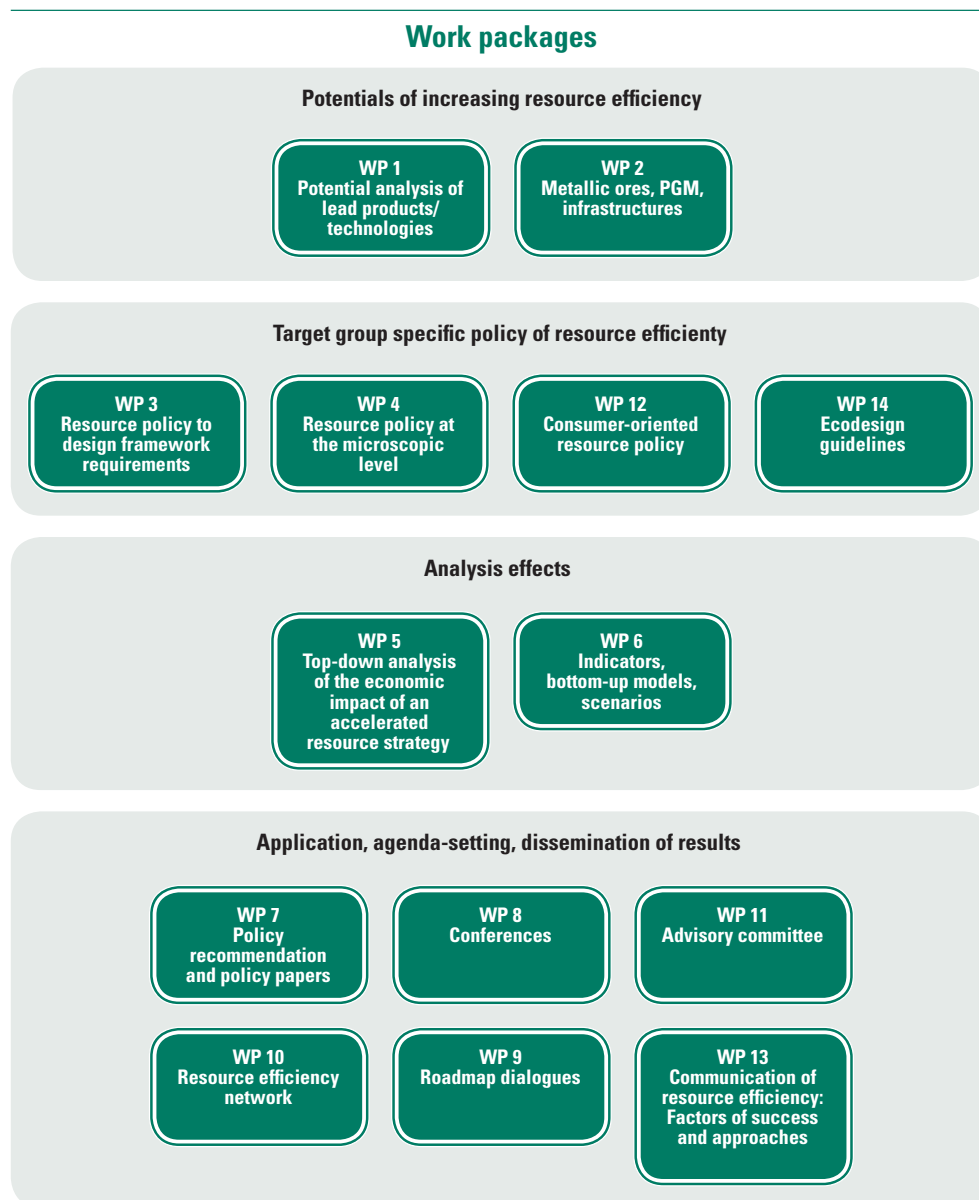 Work packages
Potentials of increasing resource efficiency
WP 1
Potential analysis of
lead products/
technologies
WP 2
Metallic ores, PGM,
infrastructures
Target group specific policy of resource efficienty
WP 3
Resource policy to
design framework
requirements
WP 4
Resource policy at
the microscopic
level
WP 12
Consumer-oriented
resource policy
WP 14
Ecodesign
guidelines
Analysis effects
WP 5
Top-down analysis
of the economic
impact of an
accelerated
resource strategy
WP 6
Indicators,
bottom-up models,
scenarios
Application, agenda-setting, dissemination of results
WP 7
Policy
recommendation
and policy papers
WP 8
Conferences
WP 11
Advisory committee
WP 10
Resource efficiency
network
WP 9
Roadmap dialogues
WP 13
Communication of
resource efficiency:
Factors of success
and approaches